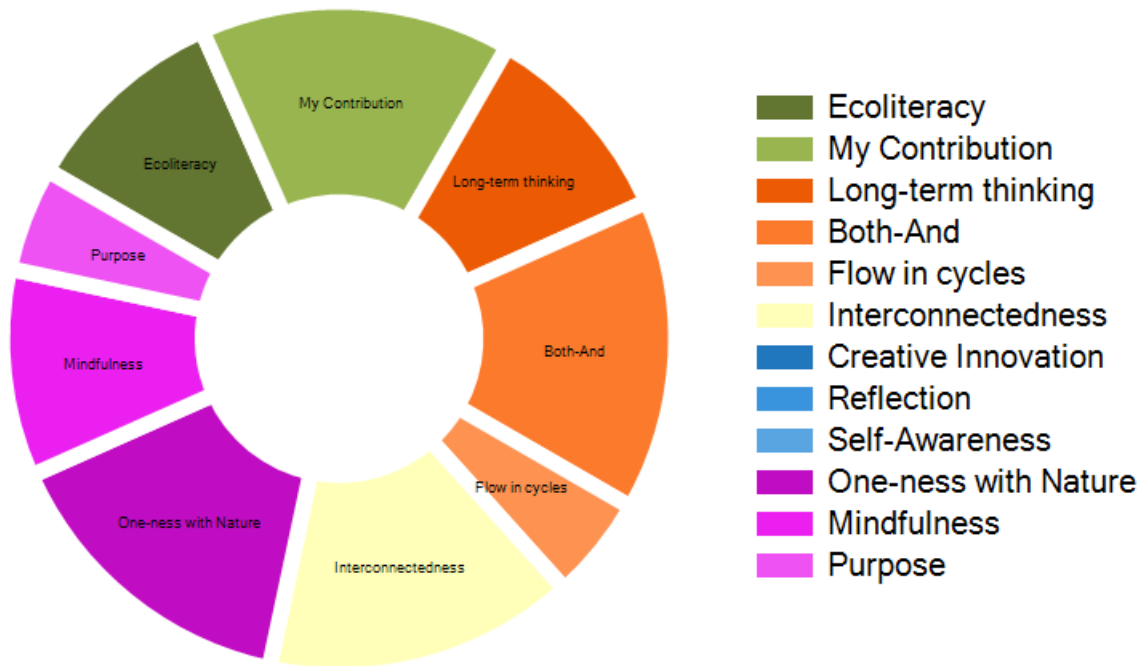 My Contribution
Ecoliteracy
Long-term thinking
Purpose
Both-And
Mindfulness
Flow in cycles
One-ness with Nature
Interconnectedness
Ecoliteracy
My Contribution
Long-term thinking
Both-And
Flow in cycles
Interconnectedness
Creative Innovation
Reflection
Self-Awareness
One-ness with Nature
Mindfulness
Purpose